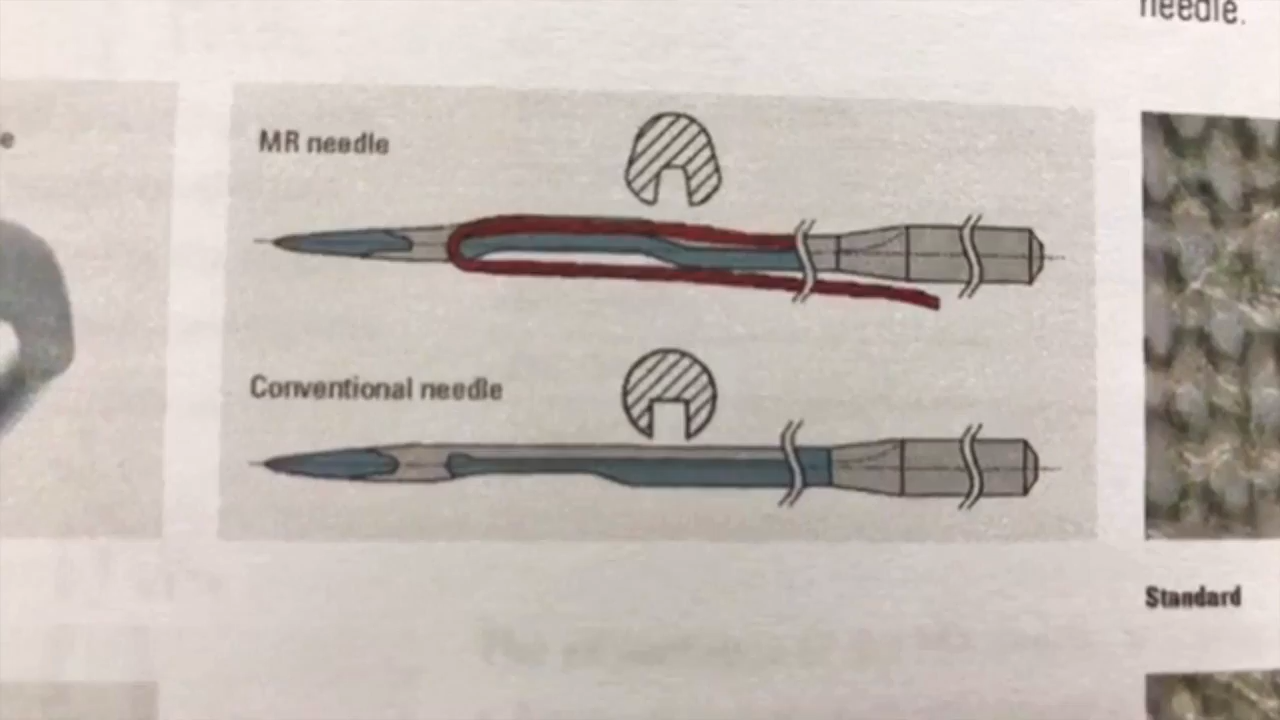 needle.
e
MR needle
Conventional needle
Standard